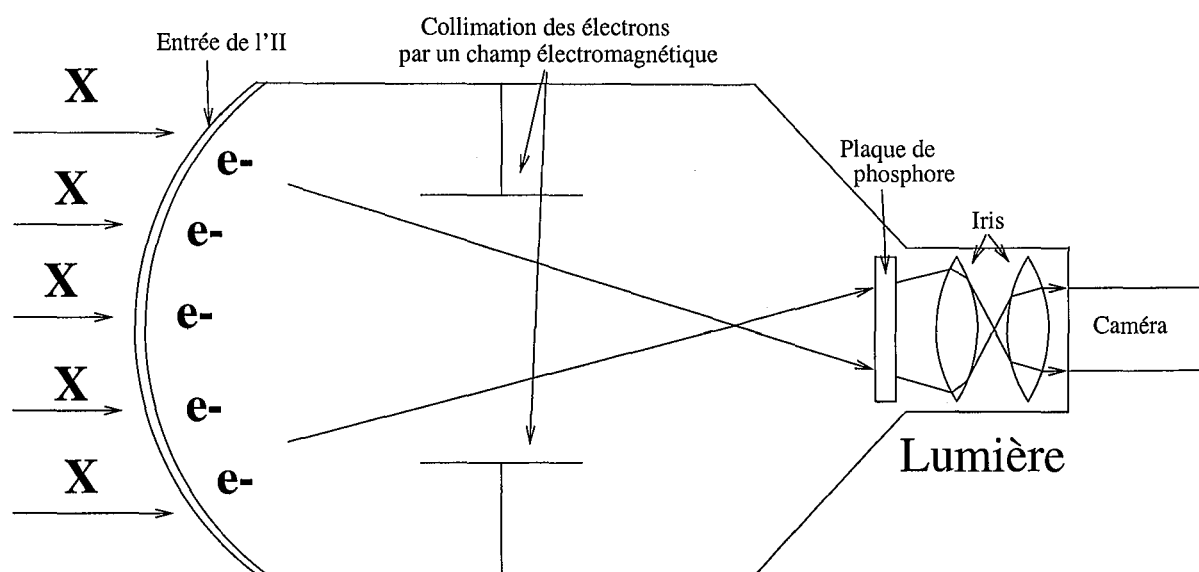 Collimation des électrons
par un champ électromagnétique
Entrée de l'II
X
X
X
X
X
e-
e-
e-
e-
e-
Plaque de
phosphore
Iris
Caméra
Lumière